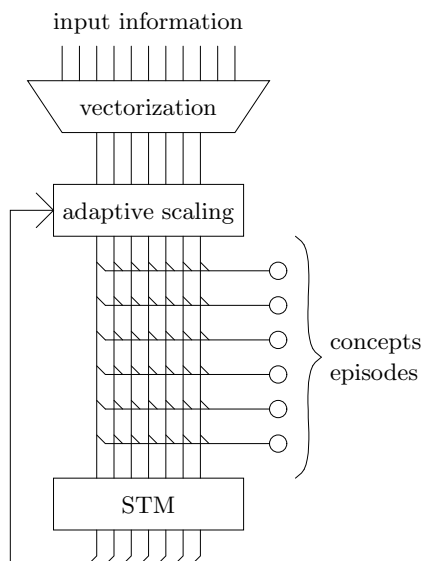 input information
vectorization
adaptive scaling
concepts
episodes
STM